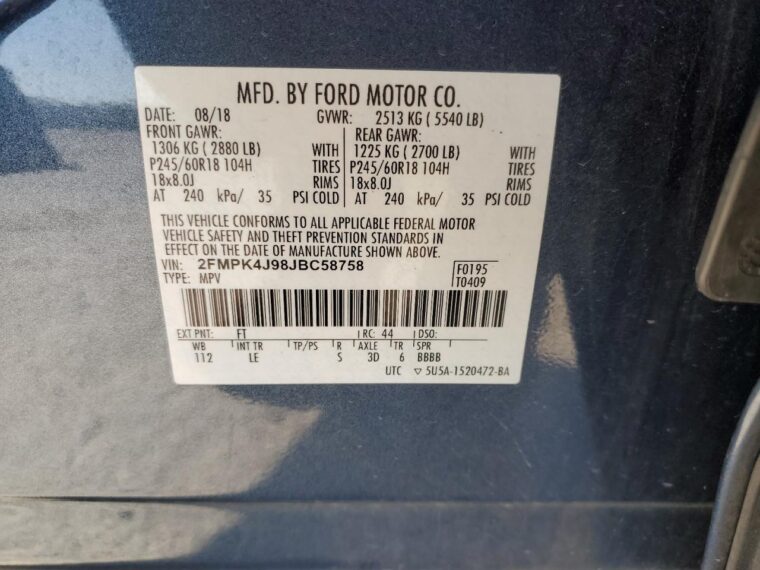 MFD. BY FORD MOTOR CO.
DATE: 08/18 GVWR: 2513 KG ( 5540 LB)
FRONT GAWR: REAR GAWR:
1306 KG ( 2880 LB) WITH 1225 KG ( 2700 LB) WITH
P245/60R18 104H TIRES P245/60R18 104H TIRES
18x8.0J RIMS 18x8.0J RIMS
AT 240 kPa/ 35 PSI COLD AT 240 kPa/ 35 PSI COLD
THIS VEHICLE CONFORMS TO ALL APPLICABLE FEDERAL MOTOR
VEHICLE SAFETY AND THEFT PREVENTION STANDARDS IN
EFFECT ON THE DATE OF MANUFACTURE SHOWN ABOVE.
VIN: 2FMPK4J98JBC58758 F0195
TYPE: MPV T0409
EXT PNT: FT RC: 44 DSO:
WB INT TR TP/PS R AXLE TR SPR
112 LE S 3D 6 BBBB
UTC ▽ 5U5A-1520472-BA